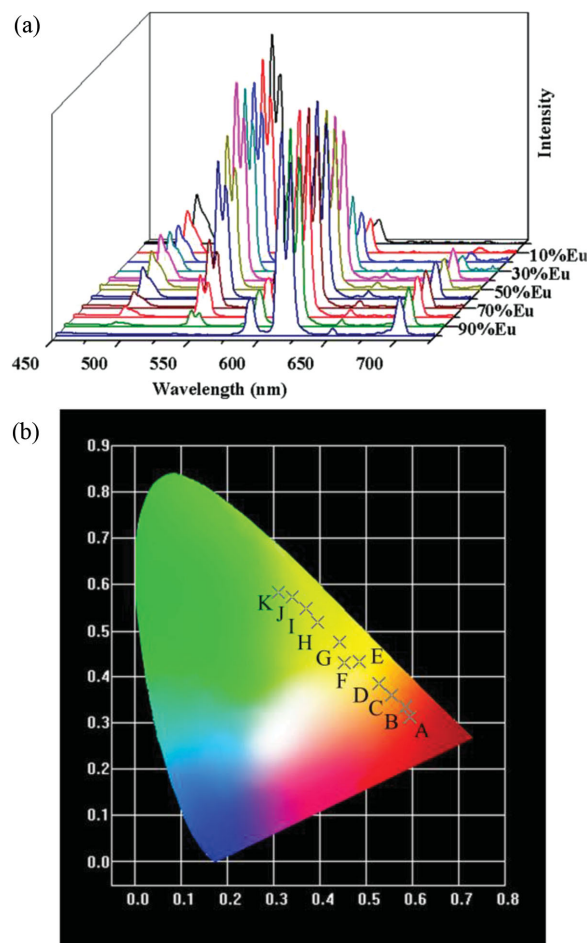 (a)
Intensity
10%Eu
30%Eu
50%Eu
70%Eu
90%Eu
450 500 550 600 650 700
Wavelength (nm)
(b)
0.9
0.8
0.7
0.6
K J I H
0.5
G F E
0.4
D C B A
0.3
0.2
0.1
0.0
0.0 0.1 0.2 0.3 0.4 0.5 0.6 0.7 0.8